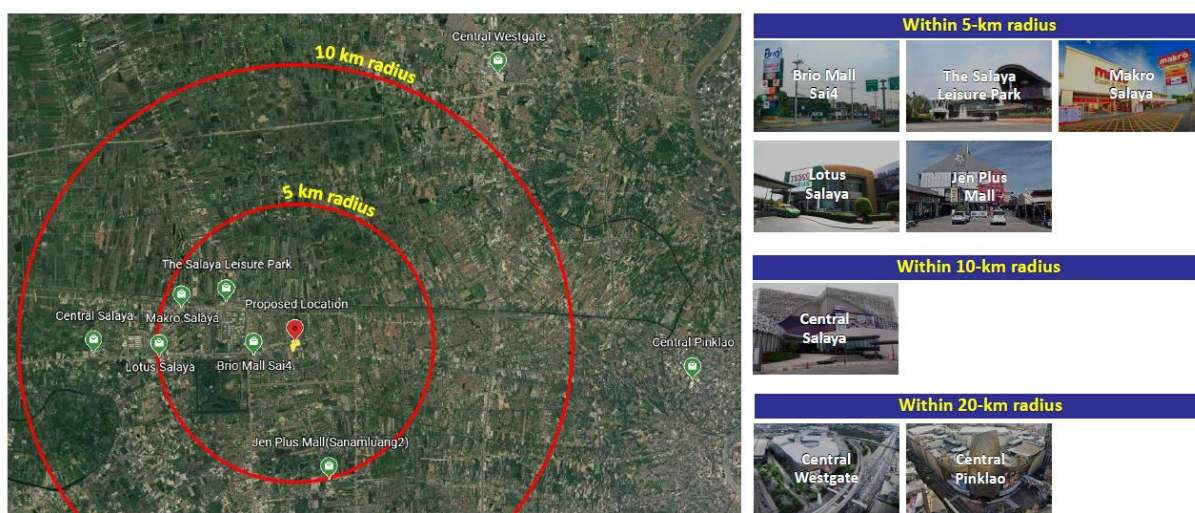 Central Westgate
10 km radius
5 km radius
The Salaya Leisure Park
Proposed Location
Central Salaya
Makro Salaya
Lotus Salaya
Brio Mall Sai4
Central Pinklao
Jen Plus Mall(Sanamluang2)
Within 5-km radius
Brio Mall
Sai4
The Salaya
Leisure Park
Makro
Salaya
makro
Lotus
Salaya
Jen Plus
Mall
Within 10-km radius
Central
Salaya
Within 20-km radius
Central
Westgate
Central
Pinklao